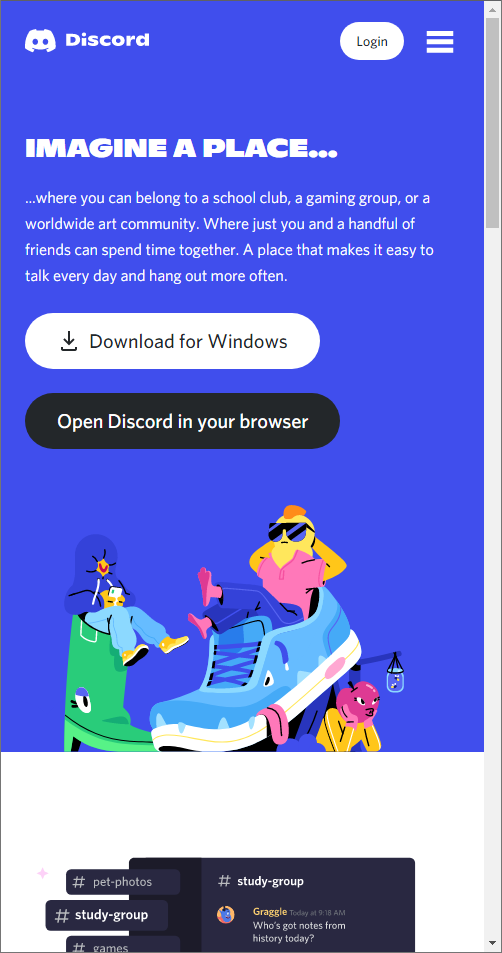 Discord
Login
IMAGINE A PLACE...
...where you can belong to a school club, a gaming group, or a
worldwide art community. Where just you and a handful of
friends can spend time together. A place that makes it easy to
talk every day and hang out more often.
Download for Windows
Open Discord in your browser
# pet-photos
# study-group
# games
# study-group
Graggle Today at 9:18 AM
Who's got notes from
history today?